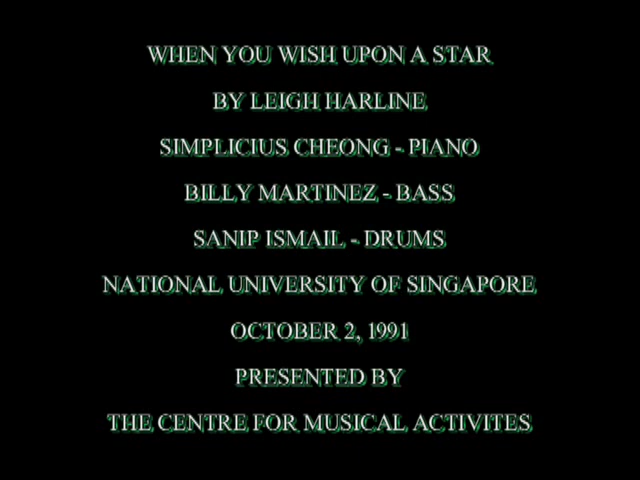 WHEN YOU WISH UPON A STAR
BY LEIGH HARLINE
SIMPLICIUS CHEONG - PIANO
BILLY MARTINEZ - BASS
SANIP ISMAIL - DRUMS
NATIONAL UNIVERSITY OF SINGAPORE
OCTOBER 2, 1991
PRESENTED BY
THE CENTRE FOR MUSICAL ACTIVITES